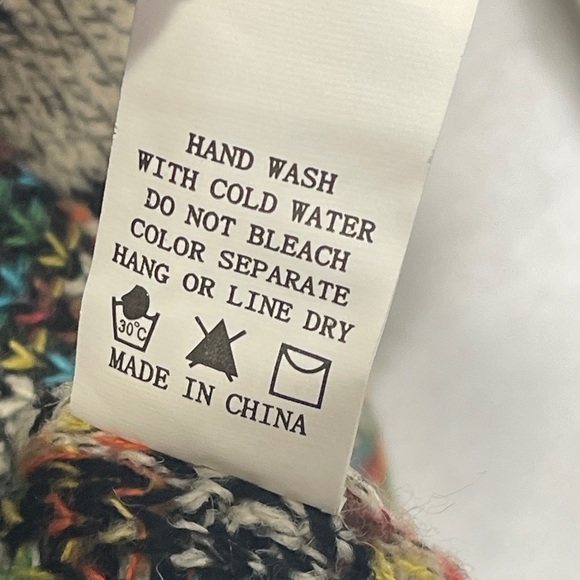 HAND WASH
WITH COLD WATER
DO NOT BLEACH
COLOR SEPARATE
HANG OR LINE DRY
30°C
MADE IN CHINA